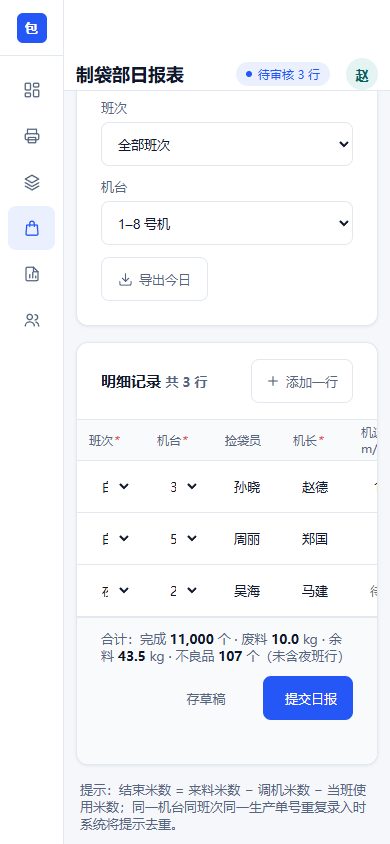 包
制袋部日报表
待审核 3 行
赵
班次
全部班次
机台
1–8 号机
导出今日
明细记录 共 3 行
添加一行
班次* 机台* 捡袋员 机长*
m/
3 孙晓 赵德
5 周丽 郑国
2 吴海 马建
合计：完成 11,000 个 · 废料 10.0 kg · 余
料 43.5 kg · 不良品 107 个（未含夜班行）
存草稿
提交日报
提示：结束米数 = 来料米数 − 调机米数 − 当班使
用米数；同一机台同班次同一生产单号重复录入时
系统将提示去重。